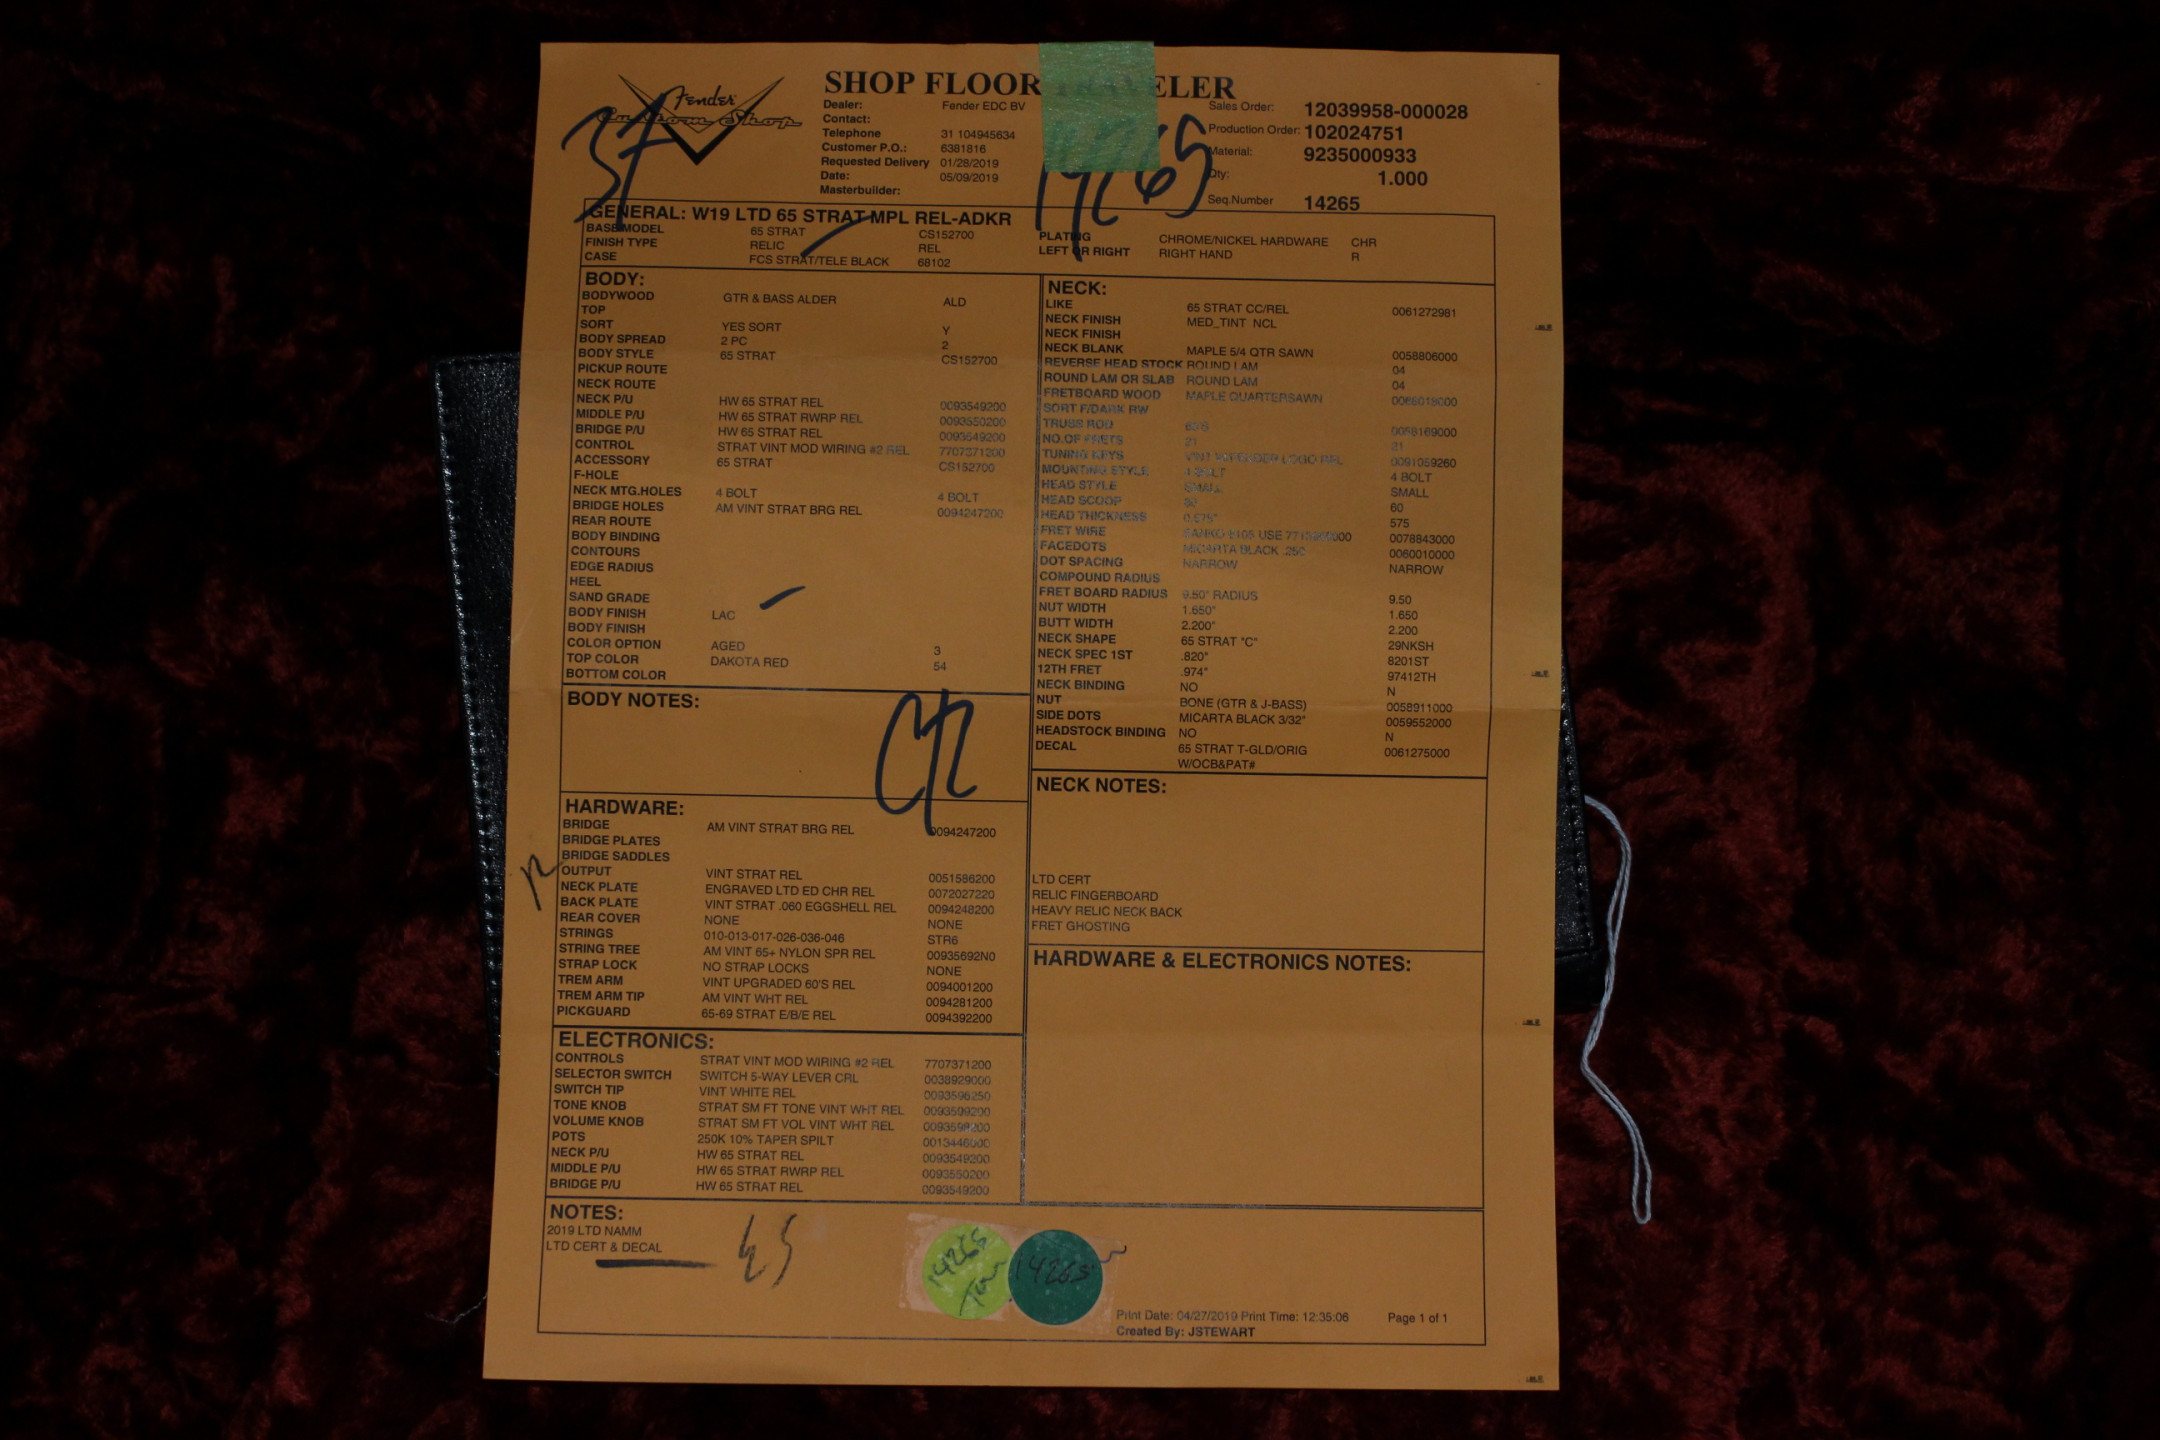 Fender
Custom Shop
SHOP FLOOR
ELER
Dealer: Fender EDC BV
Contact:
Telephone 31 104945634
Customer P.O.: 6381816
Requested Delivery 01/28/2019
Date: 05/09/2019
Masterbuilder:
Sales Order: 12039958-000028
Production Order: 102024751
Material: 9235000933
Qty: 1.000
Seq.Number 14265
14265
GENERAL: W19 LTD 65 STRAT MPL REL-ADKR
BASE MODEL 65 STRAT CS152700
FINISH TYPE RELIC REL
CASE FCS STRAT/TELE BLACK 68102
PLATING CHROME/NICKEL HARDWARE CHR
LEFT OR RIGHT RIGHT HAND R
BODY:
BODYWOOD GTR & BASS ALDER ALD
TOP
SORT YES SORT Y
BODY SPREAD 2 PC 2
BODY STYLE 65 STRAT CS152700
PICKUP ROUTE
NECK ROUTE
NECK P/U HW 65 STRAT REL 0093549200
MIDDLE P/U HW 65 STRAT RWRP REL 0093550200
BRIDGE P/U HW 65 STRAT REL 0093549200
CONTROL STRAT VINT MOD WIRING #2 REL 7707371200
ACCESSORY 65 STRAT CS152700
F-HOLE
NECK MTG.HOLES 4 BOLT 4 BOLT
BRIDGE HOLES AM VINT STRAT BRG REL 0094247200
REAR ROUTE
BODY BINDING
CONTOURS
EDGE RADIUS
HEEL
SAND GRADE
BODY FINISH LAC
BODY FINISH
COLOR OPTION AGED 3
TOP COLOR DAKOTA RED 54
BOTTOM COLOR
BODY NOTES:
HARDWARE:
BRIDGE AM VINT STRAT BRG REL 0094247200
BRIDGE PLATES
BRIDGE SADDLES
OUTPUT VINT STRAT REL 0051586200
NECK PLATE ENGRAVED LTD ED CHR REL 0072027220
BACK PLATE VINT STRAT .060 EGGSHELL REL 0094248200
REAR COVER NONE NONE
STRINGS 010-013-017-026-036-046 STR6
STRING TREE AM VINT 65+ NYLON SPR REL 00935692N0
STRAP LOCK NO STRAP LOCKS NONE
TREM ARM VINT UPGRADED 60'S REL 0094001200
TREM ARM TIP AM VINT WHT REL 0094281200
PICKGUARD 65-69 STRAT E/B/E REL 0094392200
ELECTRONICS:
CONTROLS STRAT VINT MOD WIRING #2 REL 7707371200
SELECTOR SWITCH SWITCH 5-WAY LEVER CRL 0038929000
SWITCH TIP VINT WHITE REL 0093596250
TONE KNOB STRAT SM FT TONE VINT WHT REL 0093599200
VOLUME KNOB STRAT SM FT VOL VINT WHT REL 0093598200
POTS 250K 10% TAPER SPILT 0013446000
NECK P/U HW 65 STRAT REL 0093549200
MIDDLE P/U HW 65 STRAT RWRP REL 0093550200
BRIDGE P/U HW 65 STRAT REL 0093549200
NECK:
LIKE 65 STRAT CC/REL 0061272981
NECK FINISH MED_TINT NCL
NECK FINISH
NECK BLANK MAPLE 5/4 QTR SAWN 0058806000
REVERSE HEAD STOCK ROUND LAM 04
ROUND LAM OR SLAB ROUND LAM 04
FRETBOARD WOOD MAPLE QUARTERSAWN
SORT F/DARK RW
TRUSS ROD 0058169000
NO.OF FRETS 21 21
TUNING KEYS 0091059260
MOUNTING STYLE 4 BOLT 4 BOLT
HEAD STYLE SMALL SMALL
HEAD SCOOP 60
HEAD THICKNESS 0.575" 575
FRET WIRE 0078843000
FACEDOTS MICARTA BLACK .250 0060010000
DOT SPACING NARROW NARROW
COMPOUND RADIUS
FRET BOARD RADIUS 9.50" RADIUS 9.50
NUT WIDTH 1.650" 1.650
BUTT WIDTH 2.200" 2.200
NECK SHAPE 65 STRAT "C" 29NKSH
NECK SPEC 1ST .820" 8201ST
12TH FRET .974" 97412TH
NECK BINDING NO N
NUT BONE (GTR & J-BASS) 0058911000
SIDE DOTS MICARTA BLACK 3/32" 0059552000
HEADSTOCK BINDING NO N
DECAL 65 STRAT T-GLD/ORIG 0061275000
W/OCB&PAT#
NECK NOTES:
LTD CERT
RELIC FINGERBOARD
HEAVY RELIC NECK BACK
FRET GHOSTING
HARDWARE & ELECTRONICS NOTES:
NOTES:
2019 LTD NAMM
LTD CERT & DECAL
14265
14265
Print Date: 04/27/2019 Print Time: 12:35:06 Page 1 of 1
Created By: JSTEWART